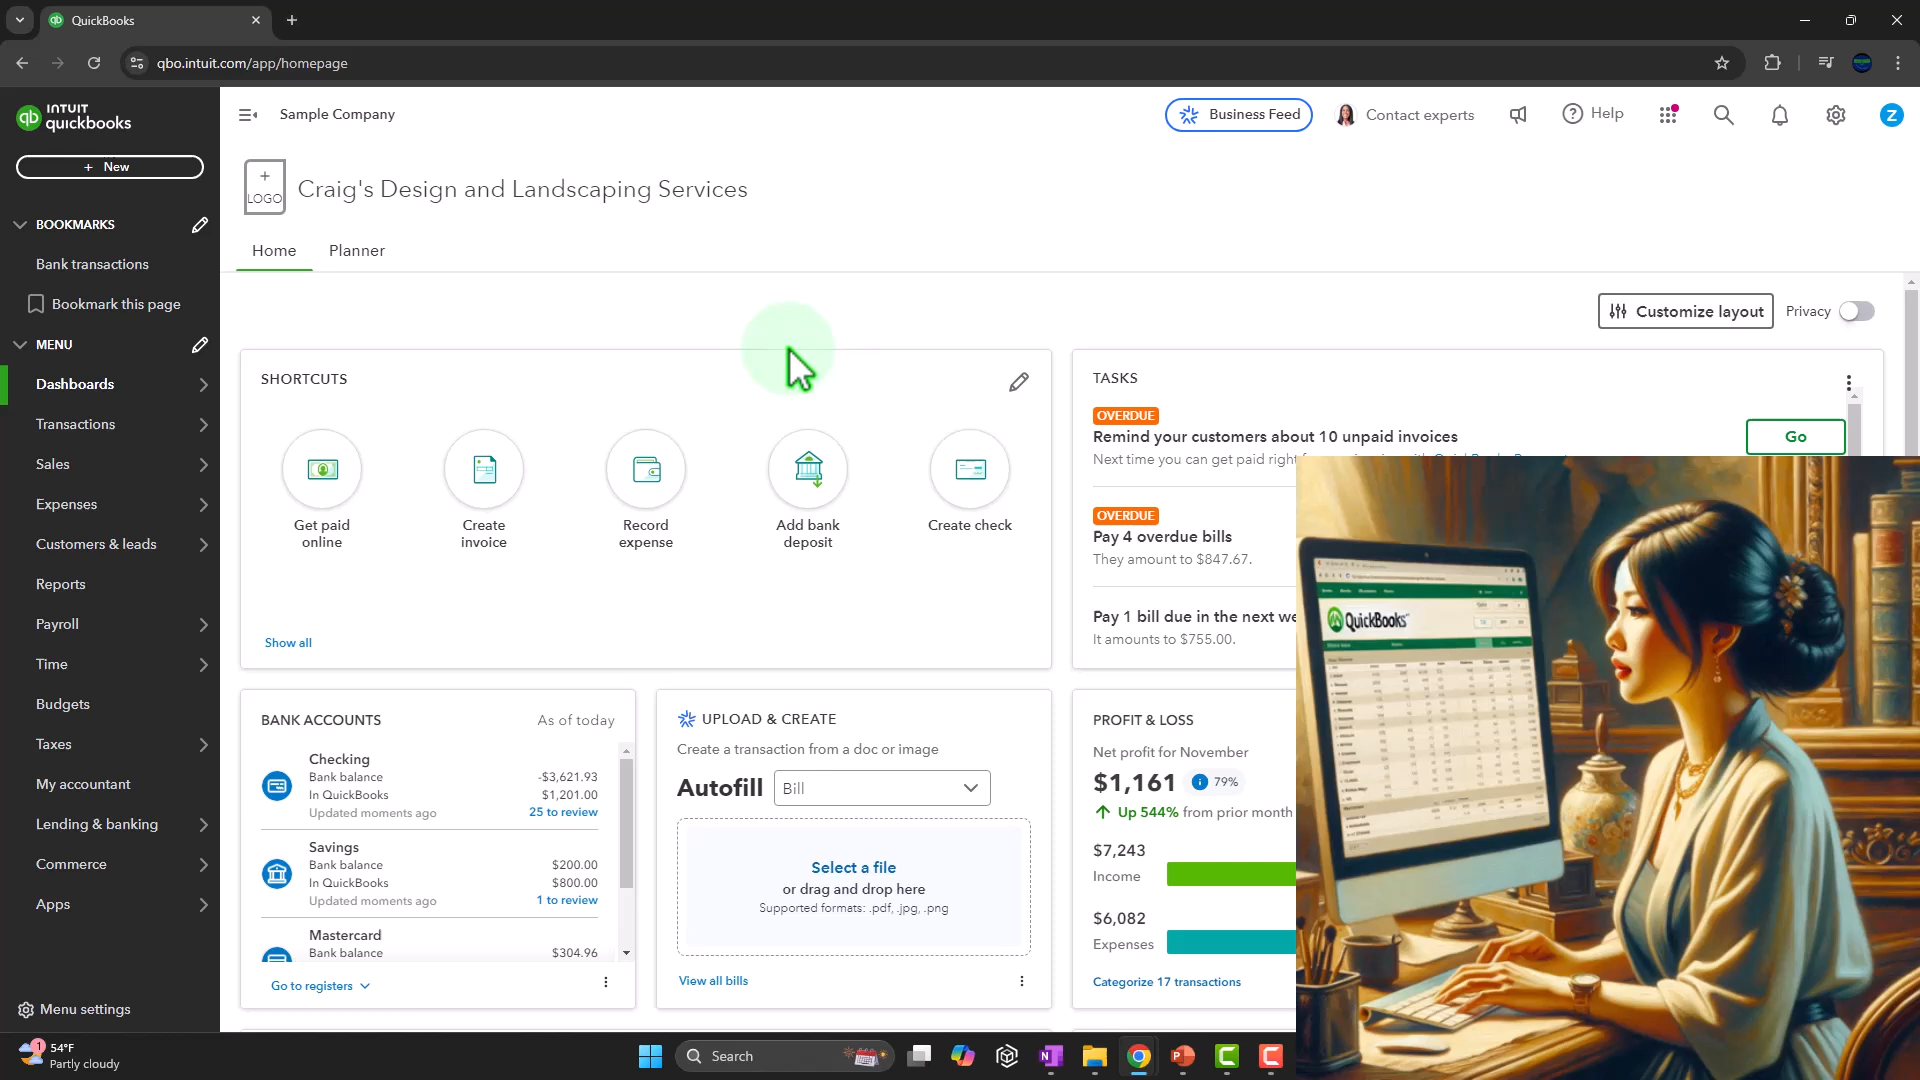 QuickBooks
qbo.intuit.com/app/homepage
INTUIT
quickbooks
Sample Company
Business Feed
Contact experts
Help
Z
+ New
+
LOGO
Craig's Design and Landscaping Services
BOOKMARKS
Bank transactions
Bookmark this page
MENU
Dashboards
Transactions
Sales
Expenses
Customers & leads
Reports
Payroll
Time
Budgets
Taxes
My accountant
Lending & banking
Commerce
Apps
Menu settings
Home Planner
Customize layout
Privacy
SHORTCUTS
Get paid
online
Create
invoice
Record
expense
Add bank
deposit
Create check
Show all
TASKS
OVERDUE
Remind your customers about 10 unpaid invoices
Go
Next time you can get paid right
OVERDUE
Pay 4 overdue bills
They amount to $847.67.
Pay 1 bill due in the next
It amounts to $755.00.
BANK ACCOUNTS
As of today
Checking
Bank balance -$3,621.93
In QuickBooks $1,201.00
Updated moments ago 25 to review
Savings
Bank balance $200.00
In QuickBooks $800.00
Updated moments ago 1 to review
Mastercard
Bank balance $304.96
Go to registers
UPLOAD & CREATE
Create a transaction from a doc or image
Autofill Bill
Select a file
or drag and drop here
Supported formats: .pdf, .jpg, .png
View all bills
PROFIT & LOSS
Net profit for November
$1,161 79%
Up 544% from prior month
$7,243
Income
$6,082
Expenses
Categorize 17 transactions
QuickBooks
1
54°F
Partly cloudy
Search